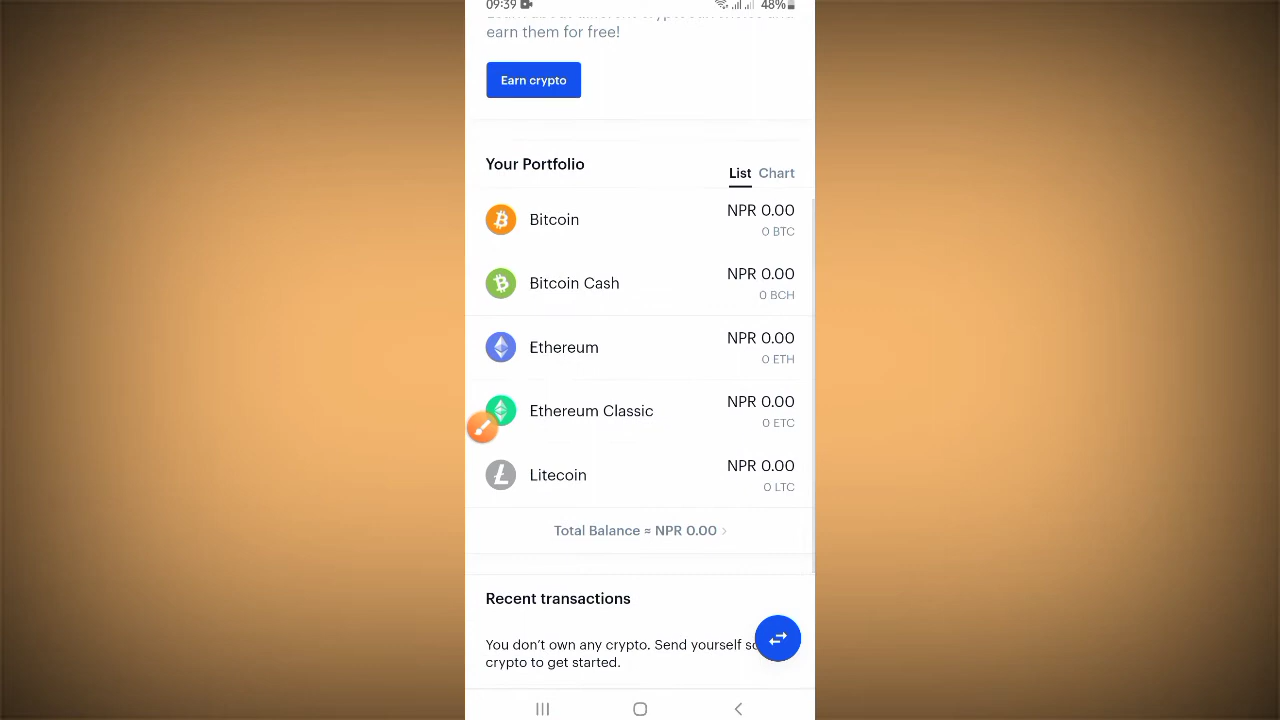 09:39
48%
earn them for free!
Earn crypto
Your Portfolio
List Chart
Bitcoin
NPR 0.00
0 BTC
Bitcoin Cash
NPR 0.00
0 BCH
Ethereum
NPR 0.00
0 ETH
Ethereum Classic
NPR 0.00
0 ETC
Litecoin
NPR 0.00
0 LTC
Total Balance ≈ NPR 0.00 >
Recent transactions
You don't own any crypto. Send yourself
crypto to get started.